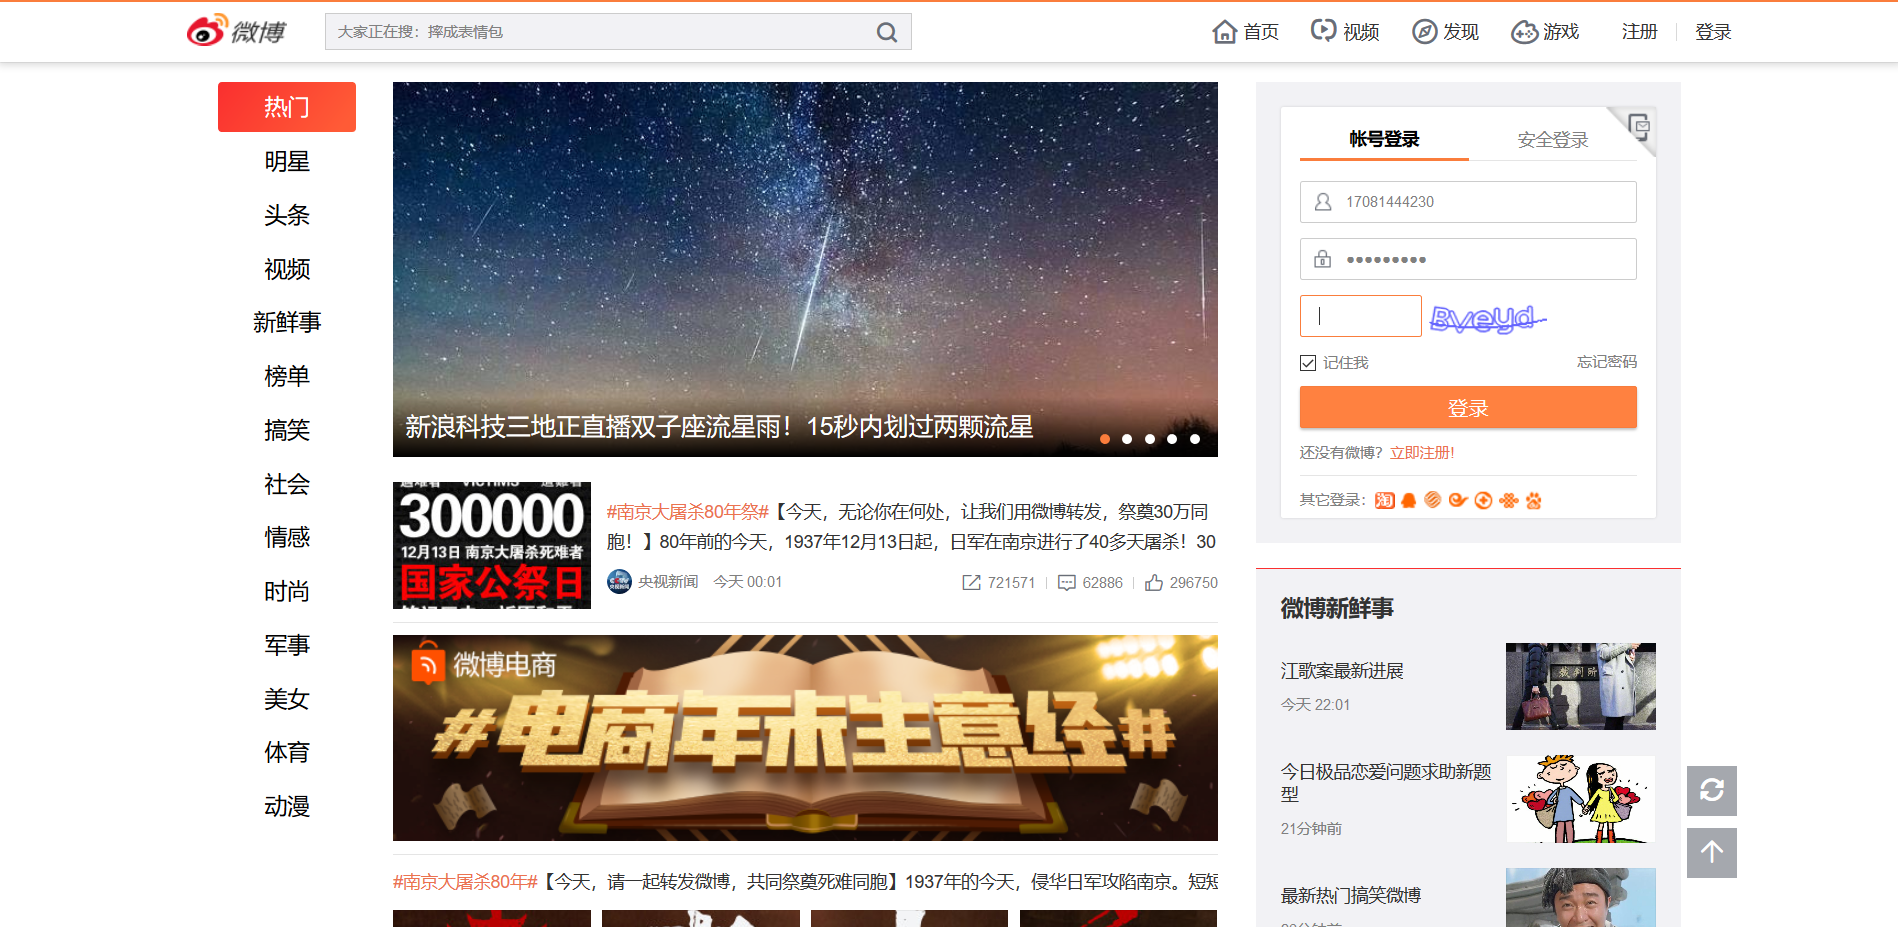 微博
大家正在搜：摔成表情包
首页
视频
发现
游戏
注册
登录
热门
明星
头条
视频
新鲜事
榜单
搞笑
社会
情感
时尚
军事
美女
体育
动漫
新浪科技三地正直播双子座流星雨！15秒内划过两颗流星
遇难者 VICTIMS 遭难者
300000
12月13日 南京大屠杀死难者
国家公祭日
#南京大屠杀80年祭#【今天，无论你在何处，让我们用微博转发，祭奠30万同
胞！】80年前的今天，1937年12月13日起，日军在南京进行了40多天屠杀！30
央视新闻 今天 00:01
721571
62886
296750
微博电商
#电商年末生意经#
#南京大屠杀80年#【今天，请一起转发微博，共同祭奠死难同胞】1937年的今天，侵华日军攻陷南京。短短
帐号登录
安全登录
17081444230
Bveyd
记住我
忘记密码
登录
还没有微博？立即注册!
其它登录：
淘
微博新鲜事
江歌案最新进展
今天 22:01
裁判所
今日极品恋爱问题求助新题
型
21分钟前
最新热门搞笑微博